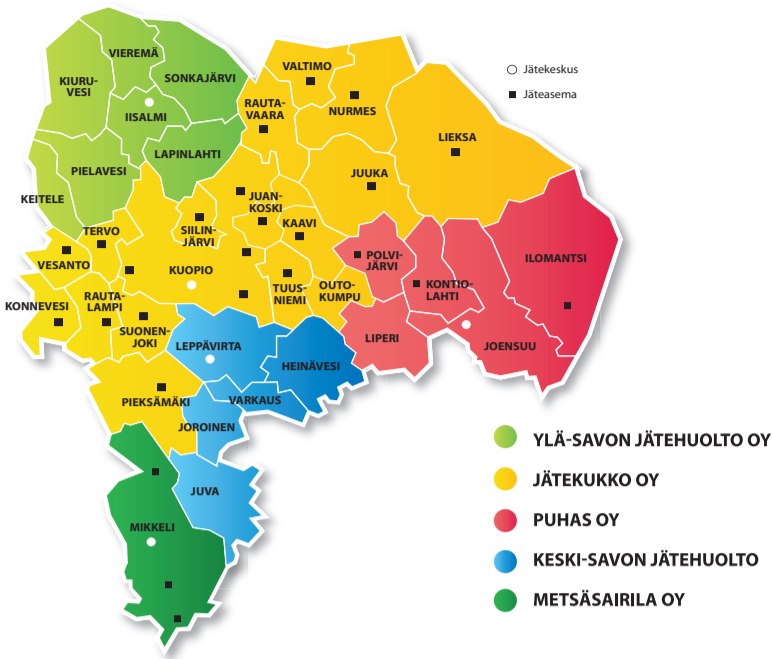 VIEREMÄ
KIURU-
VESI
SONKAJÄRVI
IISALMI
LAPINLAHTI
PIELAVESI
KEITELE
VALTIMO
NURMES
RAUTA-
VAARA
LIEKSA
JUUKA
JUAN-
KOSKI
KAAVI
SIILIN-
JÄRVI
TERVO
VESANTO
KUOPIO
TUUS-
NIEMI
OUTO-
KUMPU
KONNEVESI
RAUTA-
LAMPI
SUONEN-
JOKI
PIEKSÄMÄKI
POLVI-
JÄRVI
KONTIO-
LAHTI
ILOMANTSI
LIPERI
JOENSUU
LEPPÄVIRTA
HEINÄVESI
VARKAUS
JOROINEN
JUVA
MIKKELI
Jätekeskus
Jäteasema
YLÄ-SAVON JÄTEHUOLTO OY
JÄTEKUKKO OY
PUHAS OY
KESKI-SAVON JÄTEHUOLTO
METSÄSAIRILA OY